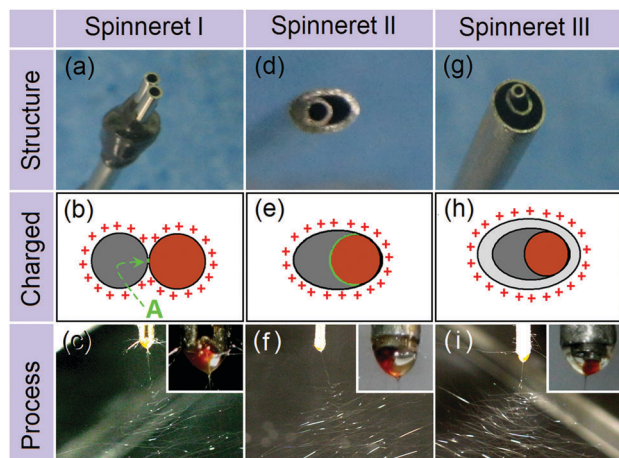 Spinneret I
Spinneret II
Spinneret III
Structure
(a)
(d)
(g)
Charged
(b)
A
(e)
(h)
Process
(c)
(f)
(i)